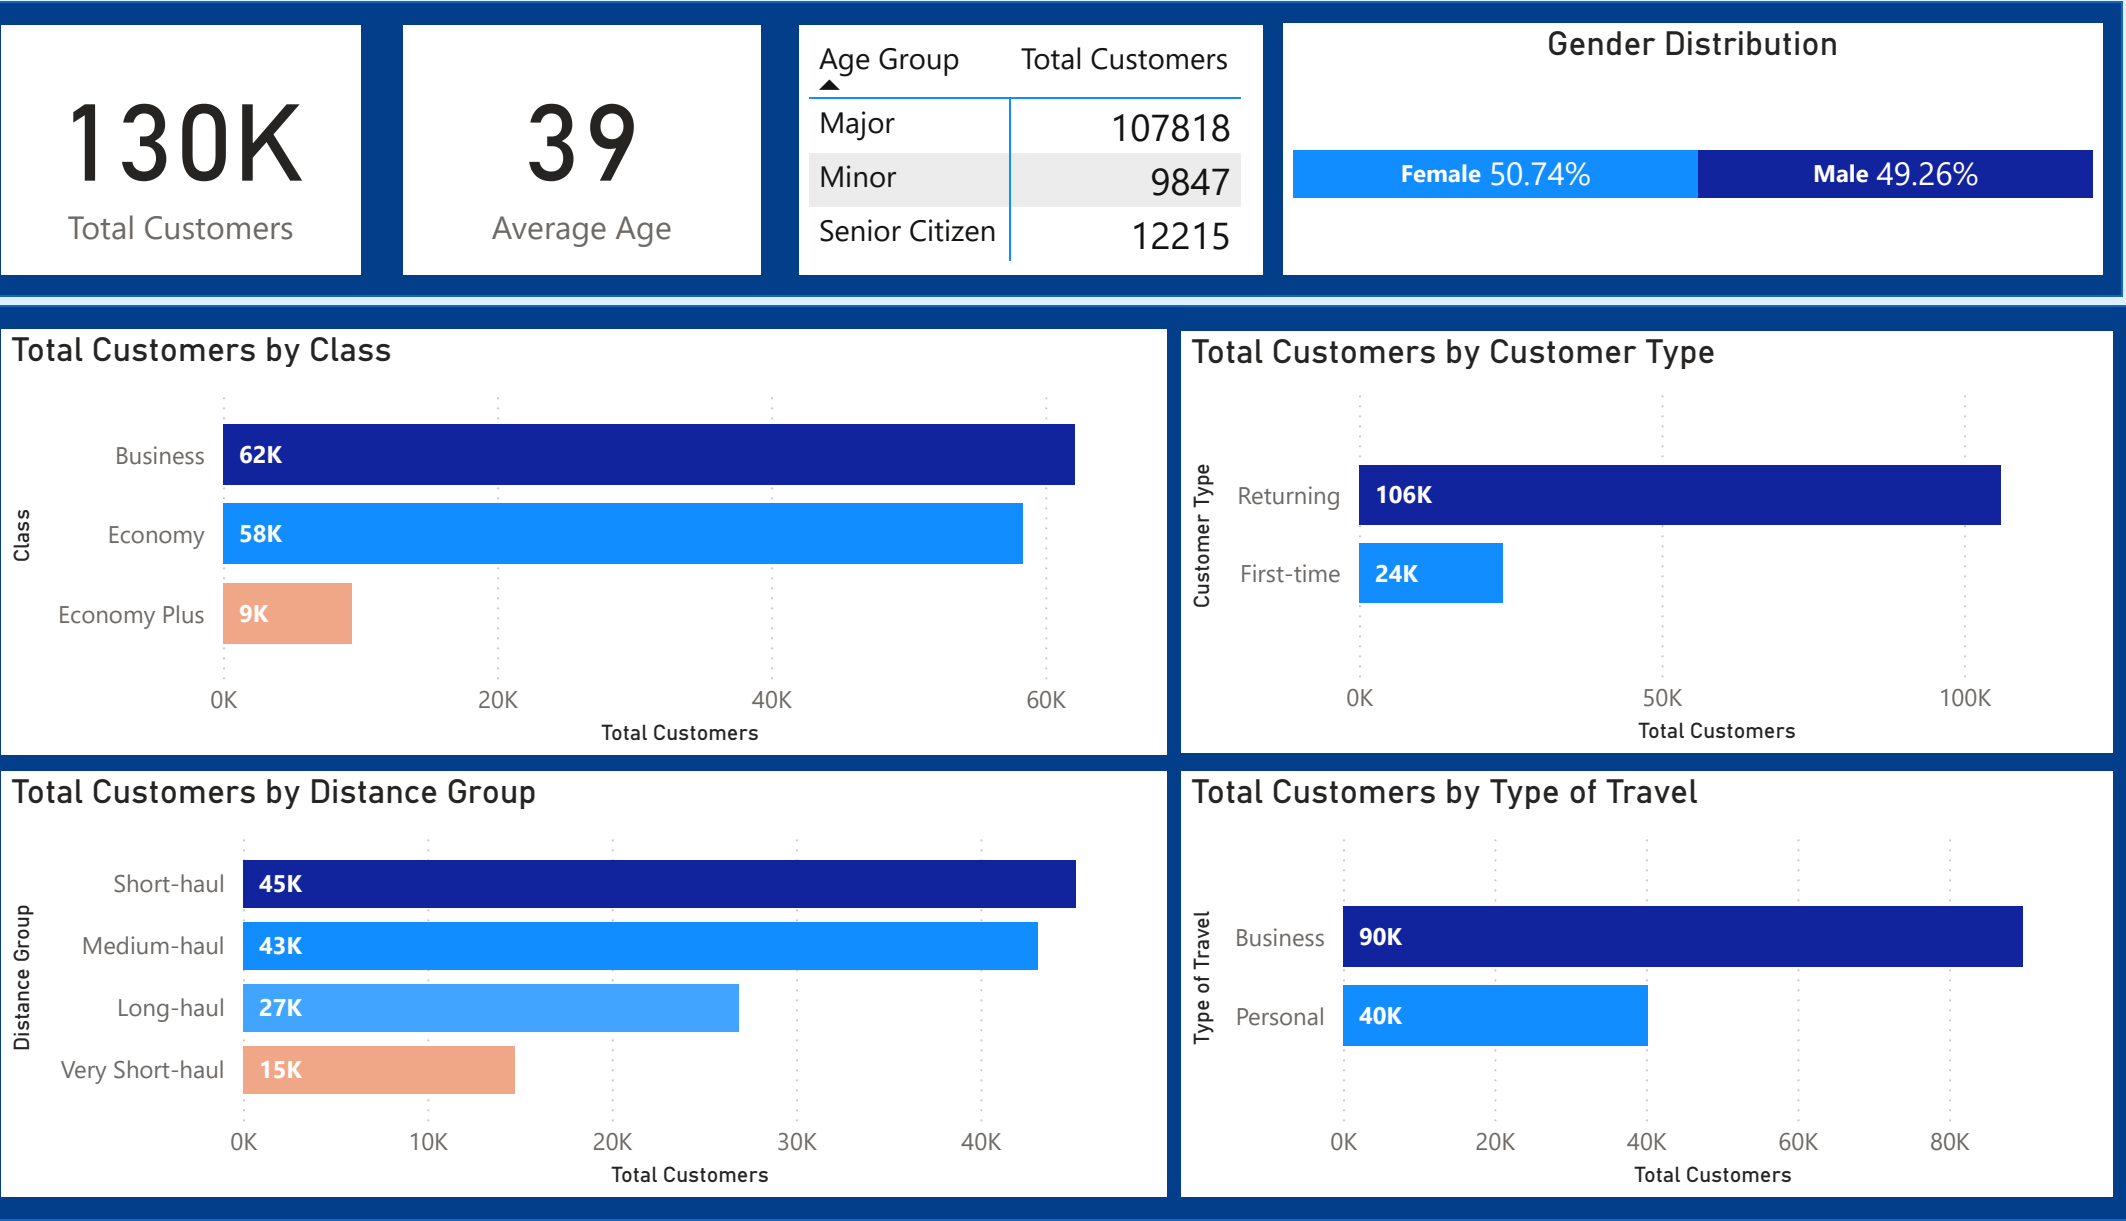 130K
Total Customers
39
Average Age
Age Group Total Customers
Major 107818
Minor 9847
Senior Citizen 12215
Gender Distribution
Female 50.74% Male 49.26%
Total Customers by Class
Class
Business 62K
Economy 58K
Economy Plus 9K
0K 20K 40K 60K
Total Customers
Total Customers by Customer Type
Customer Type
Returning 106K
First-time 24K
0K 50K 100K
Total Customers
Total Customers by Distance Group
Distance Group
Short-haul 45K
Medium-haul 43K
Long-haul 27K
Very Short-haul 15K
0K 10K 20K 30K 40K
Total Customers
Total Customers by Type of Travel
Type of Travel
Business 90K
Personal 40K
0K 20K 40K 60K 80K
Total Customers